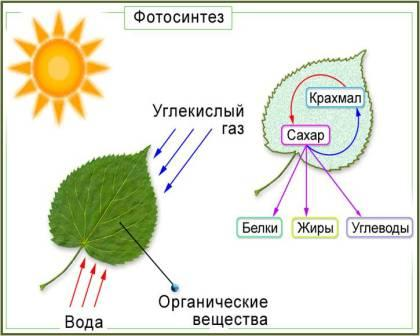 Фотосинтез
Углекислый
газ
Крахмал
Сахар
Белки
Жиры
Углеводы
Органические
вещества
Вода